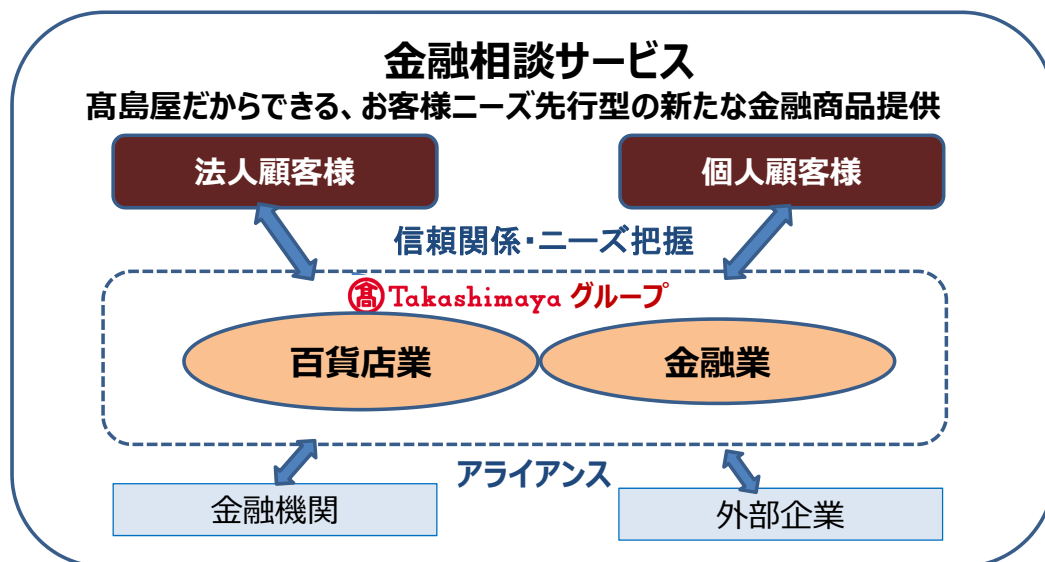 金融相談サービス
髙島屋だからできる、お客様ニーズ先行型の新たな金融商品提供
法人顧客様
個人顧客様
信頼関係・ニーズ把握
髙 Takashimaya グループ
百貨店業
金融業
アライアンス
金融機関
外部企業